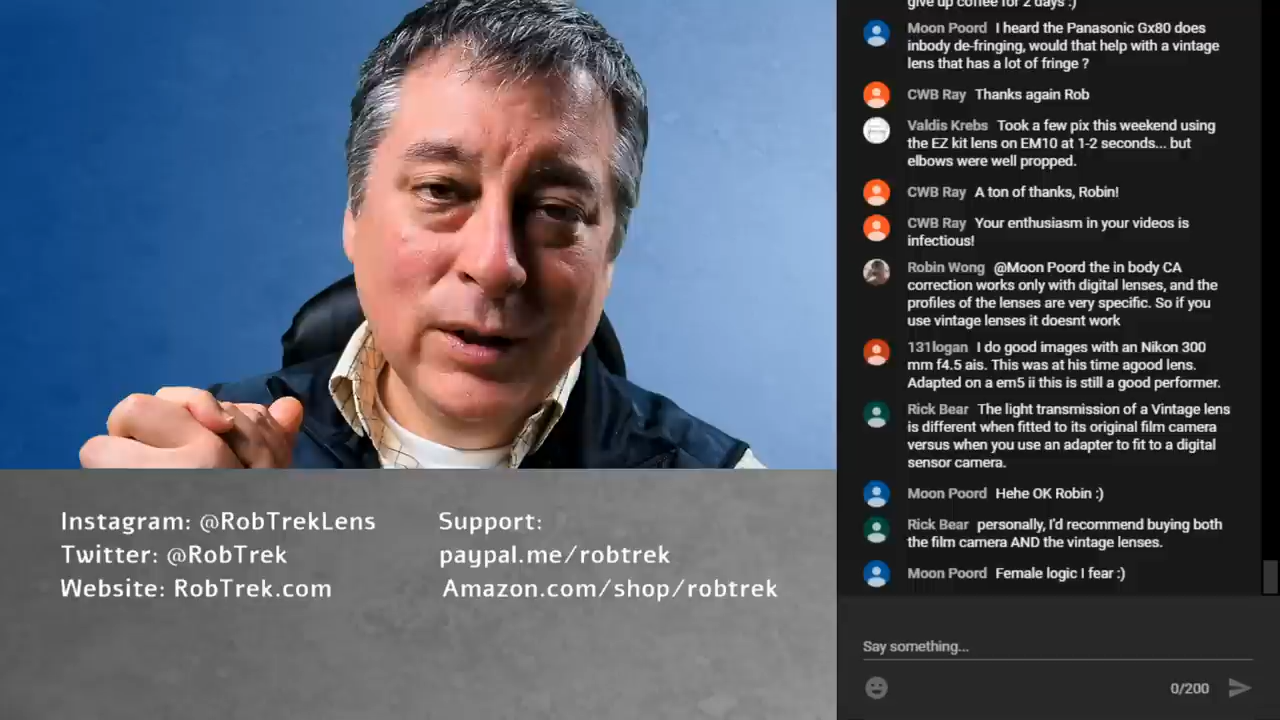 Instagram: @RobTrekLens
Twitter: @RobTrek
Website: RobTrek.com
Support:
paypal.me/robtrek
Amazon.com/shop/robtrek
give up coffee for 2 days :)
Moon Poord I heard the Panasonic Gx80 does
inbody de-fringing, would that help with a vintage
lens that has a lot of fringe ?
CWB Ray Thanks again Rob
Valdis Krebs Took a few pix this weekend using
the EZ kit lens on EM10 at 1-2 seconds... but
elbows were well propped.
CWB Ray A ton of thanks, Robin!
CWB Ray Your enthusiasm in your videos is
infectious!
Robin Wong @Moon Poord the in body CA
correction works only with digital lenses, and the
profiles of the lenses are very specific. So if you
use vintage lenses it doesnt work
131logan I do good images with an Nikon 300
mm f4.5 ais. This was at his time agood lens.
Adapted on a em5 ii this is still a good performer.
Rick Bear The light transmission of a Vintage lens
is different when fitted to its original film camera
versus when you use an adapter to fit to a digital
sensor camera.
Moon Poord Hehe OK Robin :)
Rick Bear personally, I'd recommend buying both
the film camera AND the vintage lenses.
Moon Poord Female logic I fear :)
Say something...
0/200